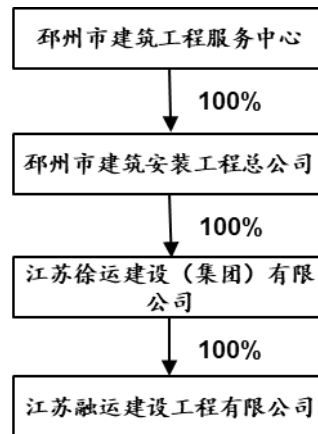 邳州市建筑工程服务中心
100%
邳州市建筑安装工程总公司
100%
江苏徐运建设（集团）有限
公司
100%
江苏融运建设工程有限公司